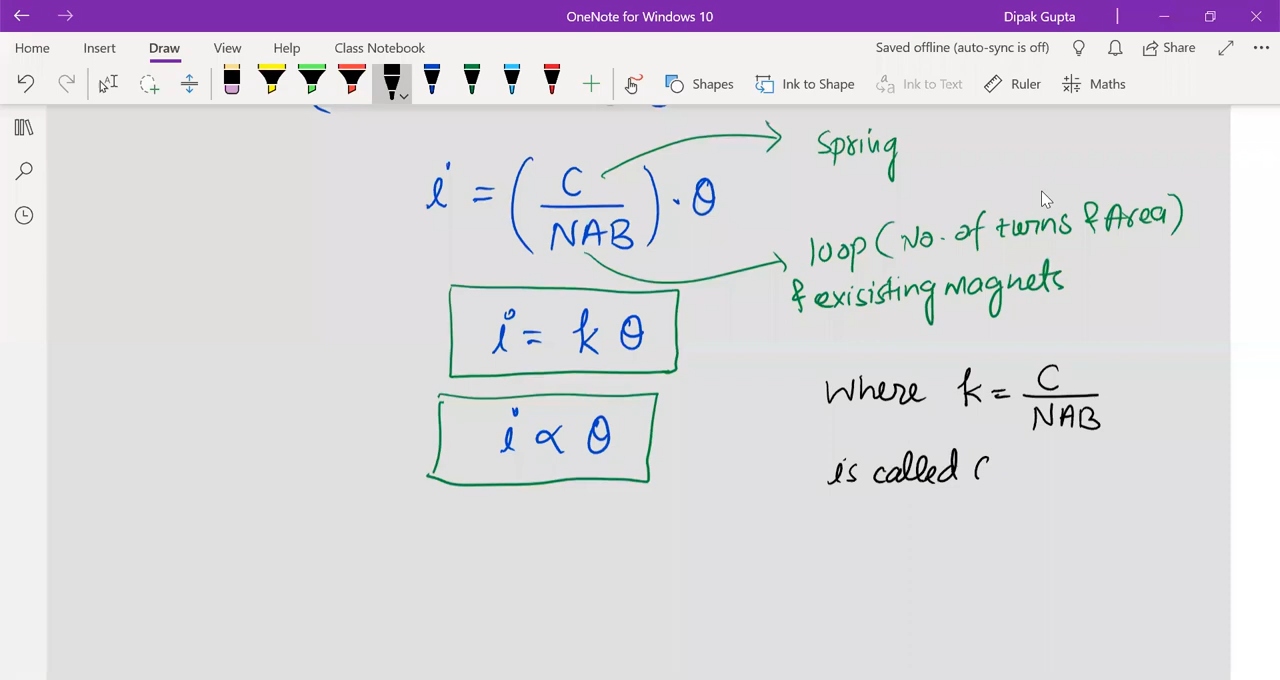 OneNote for Windows 10
Dipak Gupta
Home Insert Draw View Help Class Notebook
Saved offline (auto-sync is off)
Share
Shapes Ink to Shape Ink to Text Ruler Maths
Spring
i = (C/NAB) . θ
loop (No. of turns & Area)
& exisisting magnets
i = k θ
i ∝ θ
Where k = C/NAB
is called (